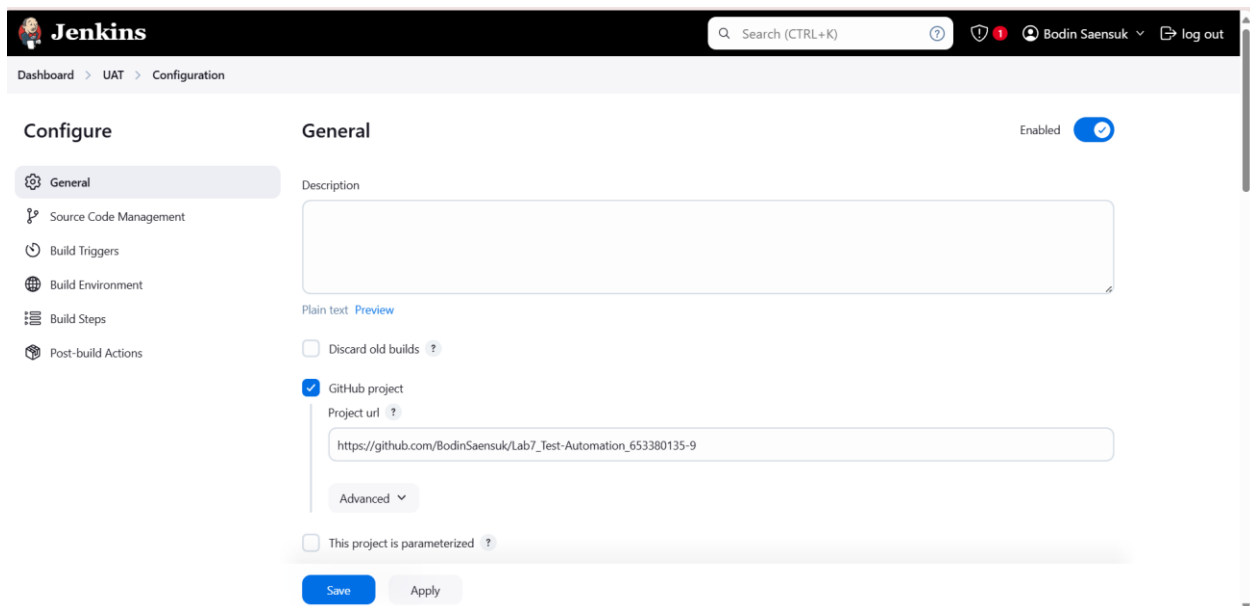 Jenkins
Search (CTRL+K) ?
1
Bodin Saensuk
log out
Dashboard > UAT > Configuration
Configure
General
Source Code Management
Build Triggers
Build Environment
Build Steps
Post-build Actions
General
Enabled
Description
Plain text Preview
Discard old builds ?
GitHub project
Project url ?
https://github.com/BodinSaensuk/Lab7_Test-Automation_653380135-9
Advanced
This project is parameterized ?
Save
Apply